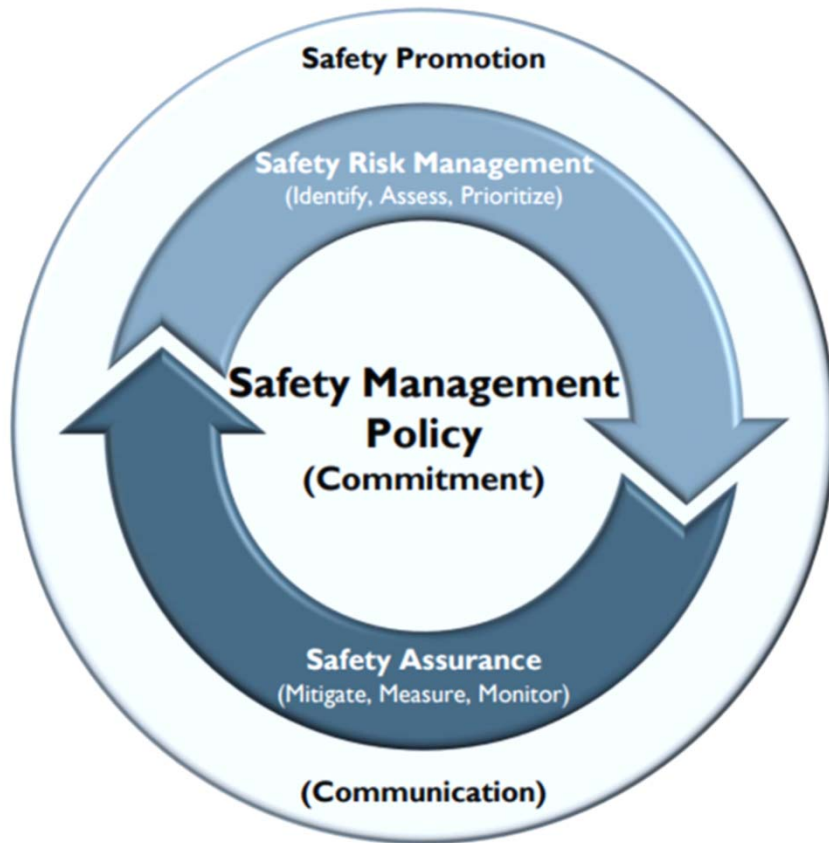 Safety Promotion
Safety Risk Management
(Identify, Assess, Prioritize)
Safety Management
Policy
(Commitment)
Safety Assurance
(Mitigate, Measure, Monitor)
(Communication)